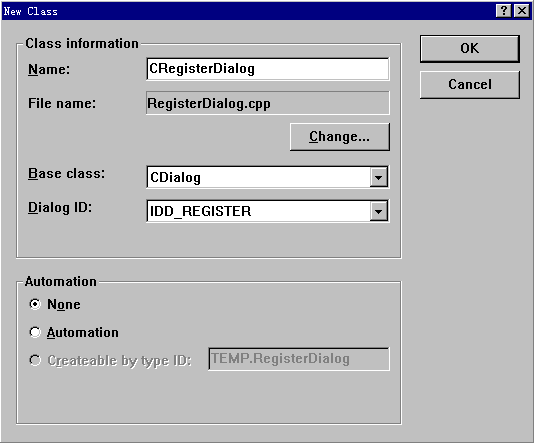 New Class
Class information
Name:
CRegisterDialog
File name:
RegisterDialog.cpp
Change...
Base class:
CDialog
Dialog ID:
IDD_REGISTER
OK
Cancel
Automation
None
Automation
Createable by type ID:
TEMP.RegisterDialog